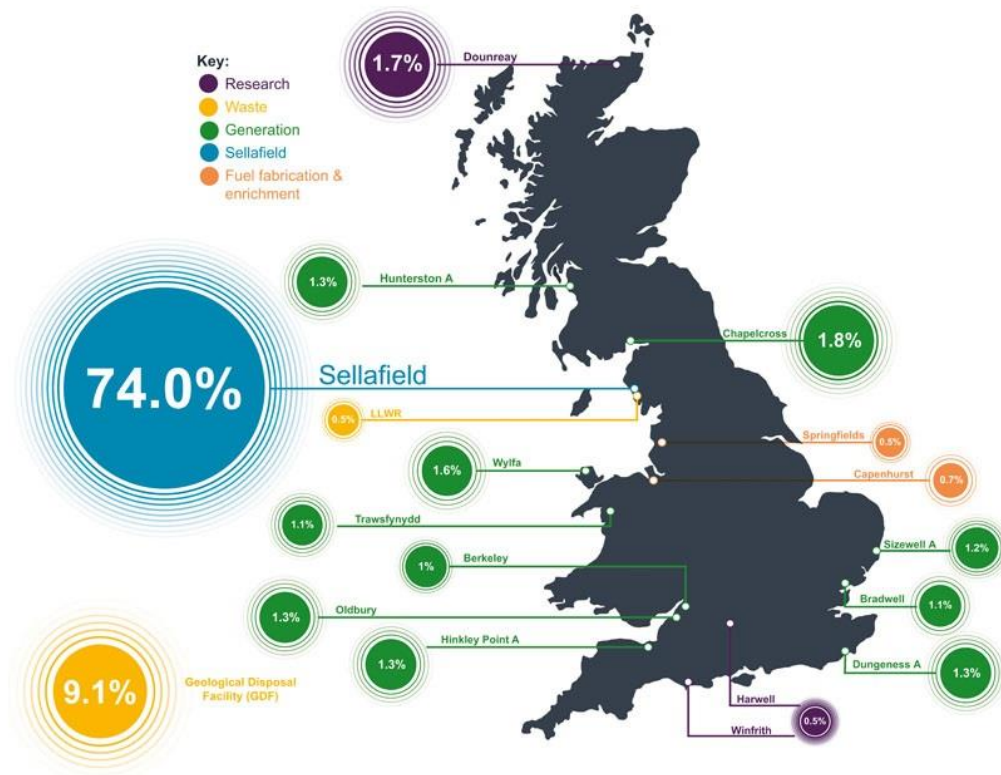 1.7%
Dounreay
Key:
Research
Waste
Generation
Sellafield
Fuel fabrication &
enrichment
1.3%
Hunterston A
Chapelcross
1.8%
74.0%
Sellafield
0.5%
LLWR
Springfields
0.5%
1.6%
Wylfa
Capenhurst
0.7%
1.1%
Trawsfynydd
Sizewell A
1.2%
1%
Berkeley
Bradwell
1.1%
1.3%
Oldbury
1.3%
Hinkley Point A
Dungeness A
1.3%
9.1%
Geological Disposal
Facility (GDF)
Harwell
0.5%
Winfrith